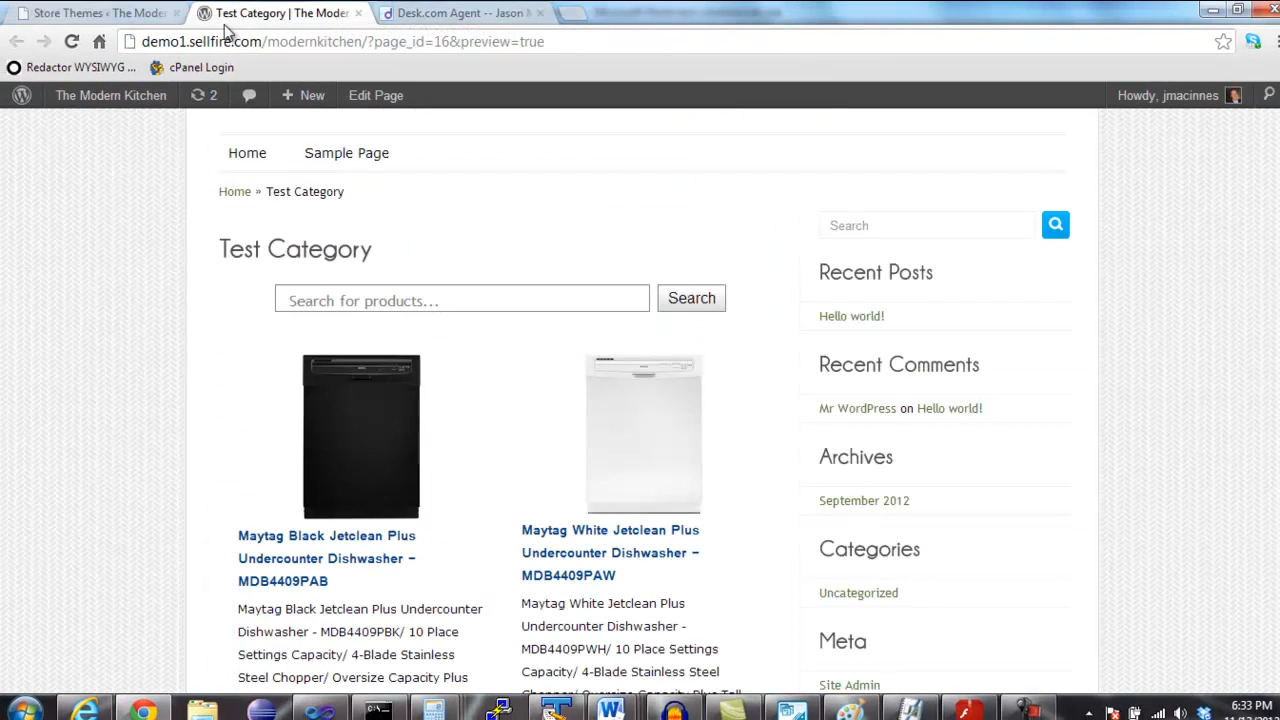 Store Themes ‹ The Moder
Test Category | The Moder
Desk.com Agent -- Jason M
demo1.sellfire.com/modernkitchen/?page_id=16&preview=true
Redactor WYSIWYG ...
cPanel Login
The Modern Kitchen
2
New
Edit Page
Howdy, jmacinnes
Home
Sample Page
Home » Test Category
Test Category
Search for products...
Search
Maytag Black Jetclean Plus
Undercounter Dishwasher –
MDB4409PAB
Maytag Black Jetclean Plus Undercounter
Dishwasher - MDB4409PBK/ 10 Place
Settings Capacity/ 4-Blade Stainless
Steel Chopper/ Oversize Capacity Plus
Maytag White Jetclean Plus
Undercounter Dishwasher –
MDB4409PAW
Maytag White Jetclean Plus
Undercounter Dishwasher -
MDB4409PWH/ 10 Place Settings
Capacity/ 4-Blade Stainless Steel
Chopper/ Oversize Capacity Plus Tall
Search
Recent Posts
Hello world!
Recent Comments
Mr WordPress on Hello world!
Archives
September 2012
Categories
Uncategorized
Meta
Site Admin
6:33 PM